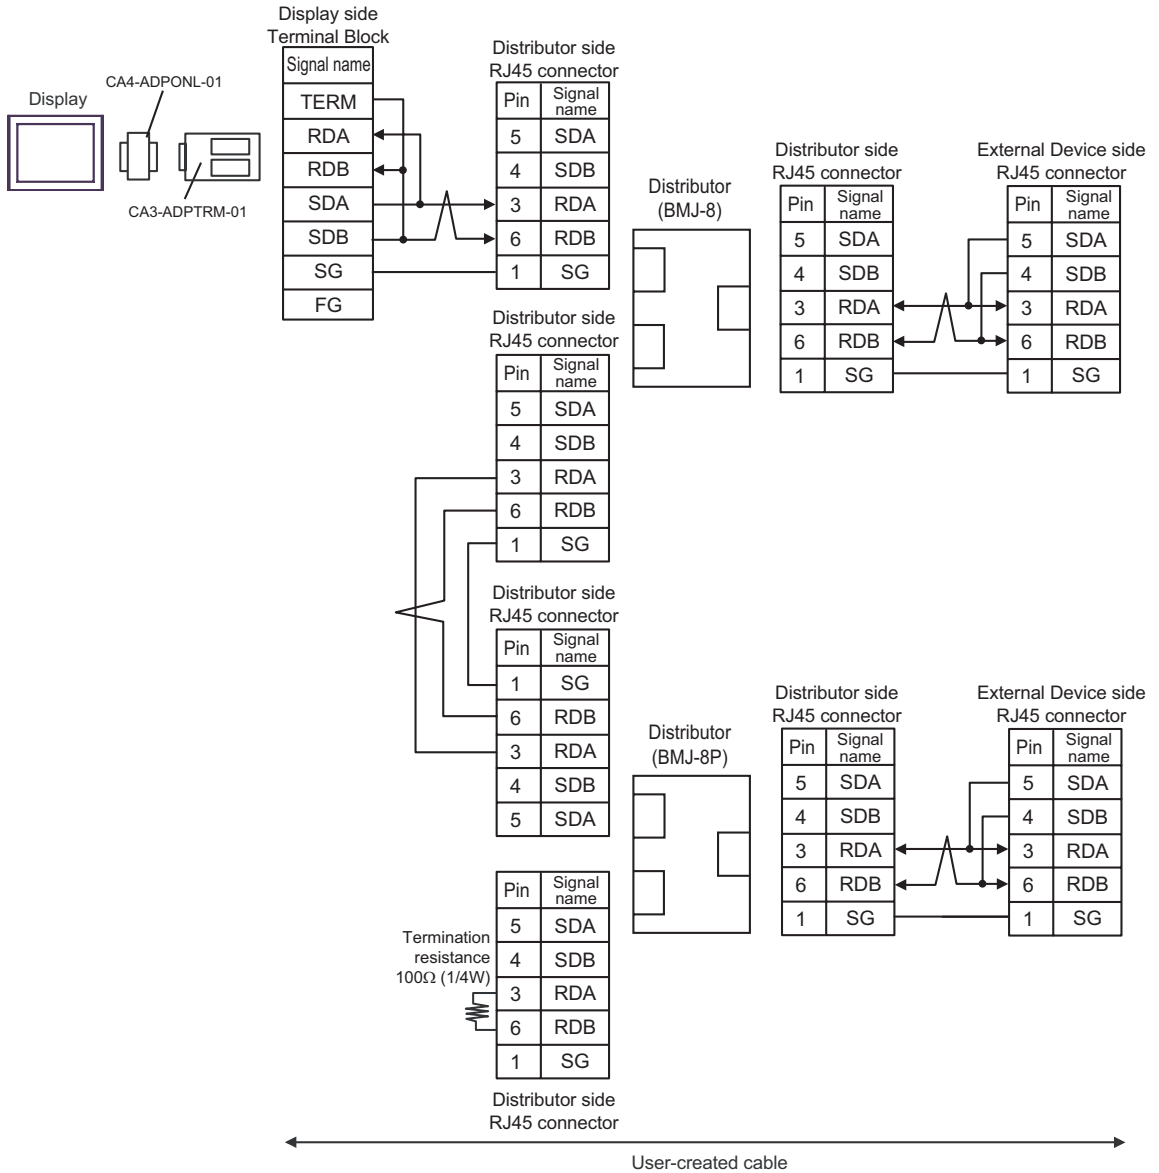 Display side
Terminal Block
Signal name
TERM
RDA
RDB
SDA
SDB
SG
FG
Display
CA4-ADPONL-01
CA3-ADPTRM-01
Distributor side
RJ45 connector
Pin Signal name
5 SDA
4 SDB
3 RDA
6 RDB
1 SG
Distributor
(BMJ-8)
Distributor side
RJ45 connector
Pin Signal name
5 SDA
4 SDB
3 RDA
6 RDB
1 SG
External Device side
RJ45 connector
Pin Signal name
5 SDA
4 SDB
3 RDA
6 RDB
1 SG
Distributor side
RJ45 connector
Pin Signal name
5 SDA
4 SDB
3 RDA
6 RDB
1 SG
Distributor side
RJ45 connector
Pin Signal name
1 SG
6 RDB
3 RDA
4 SDB
5 SDA
Distributor
(BMJ-8P)
Distributor side
RJ45 connector
Pin Signal name
5 SDA
4 SDB
3 RDA
6 RDB
1 SG
External Device side
RJ45 connector
Pin Signal name
5 SDA
4 SDB
3 RDA
6 RDB
1 SG
Termination
resistance
100Ω (1/4W)
Pin Signal name
5 SDA
4 SDB
3 RDA
6 RDB
1 SG
Distributor side
RJ45 connector
User-created cable